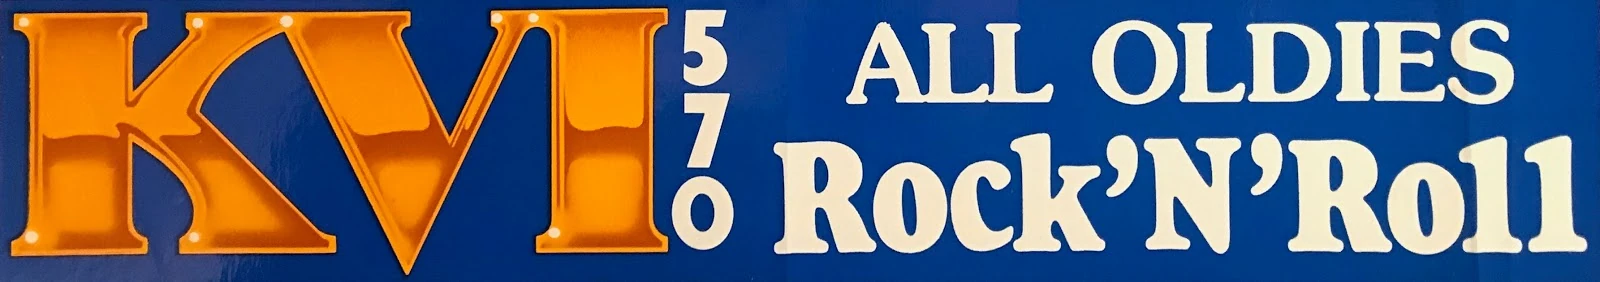 KVI
570
ALL OLDIES
Rock'N'Roll